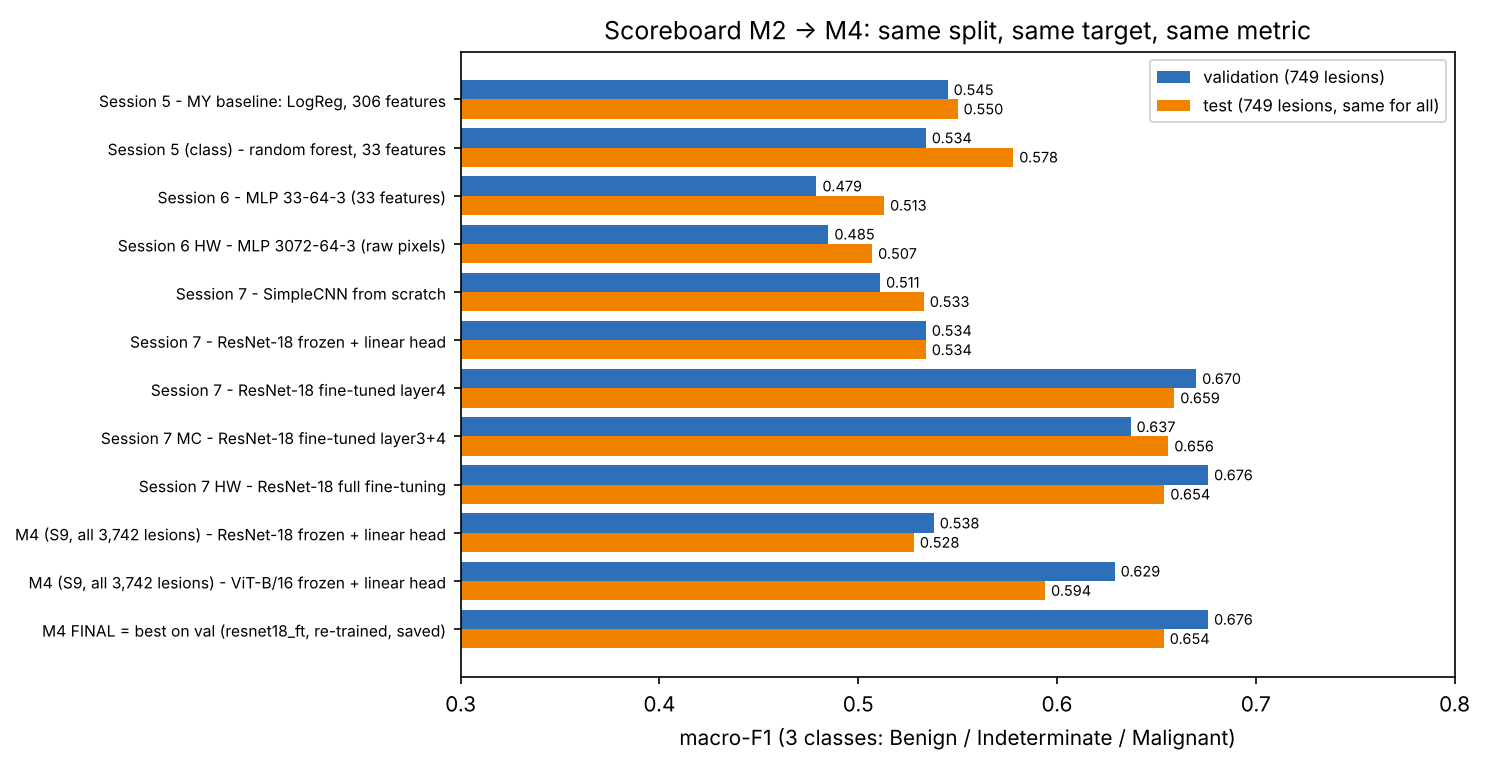 Scoreboard M2 → M4: same split, same target, same metric
validation (749 lesions)
test (749 lesions, same for all)
Session 5 - MY baseline: LogReg, 306 features
0.545
0.550
Session 5 (class) - random forest, 33 features
0.534
0.578
Session 6 - MLP 33-64-3 (33 features)
0.479
0.513
Session 6 HW - MLP 3072-64-3 (raw pixels)
0.485
0.507
Session 7 - SimpleCNN from scratch
0.511
0.533
Session 7 - ResNet-18 frozen + linear head
0.534
0.534
Session 7 - ResNet-18 fine-tuned layer4
0.670
0.659
Session 7 MC - ResNet-18 fine-tuned layer3+4
0.637
0.656
Session 7 HW - ResNet-18 full fine-tuning
0.676
0.654
M4 (S9, all 3,742 lesions) - ResNet-18 frozen + linear head
0.538
0.528
M4 (S9, all 3,742 lesions) - ViT-B/16 frozen + linear head
0.629
0.594
M4 FINAL = best on val (resnet18_ft, re-trained, saved)
0.676
0.654
0.3 0.4 0.5 0.6 0.7 0.8
macro-F1 (3 classes: Benign / Indeterminate / Malignant)